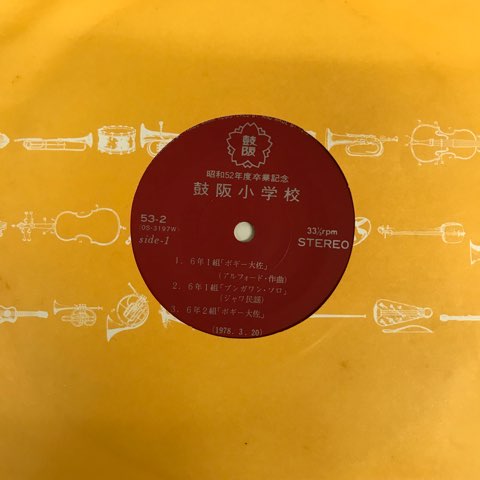 鼓阪
昭和52年度卒業記念
鼓阪小学校
53-2
OS-3197W
side-I
33⅓rpm
STEREO
1. 6年1組「ボギー大佐」
(アルフォード・作曲)
2. 6年1組「ブンガワン・ソロ」
(ジャワ民謡)
3. 6年2組「ボギー大佐」
(1978. 3. 20)